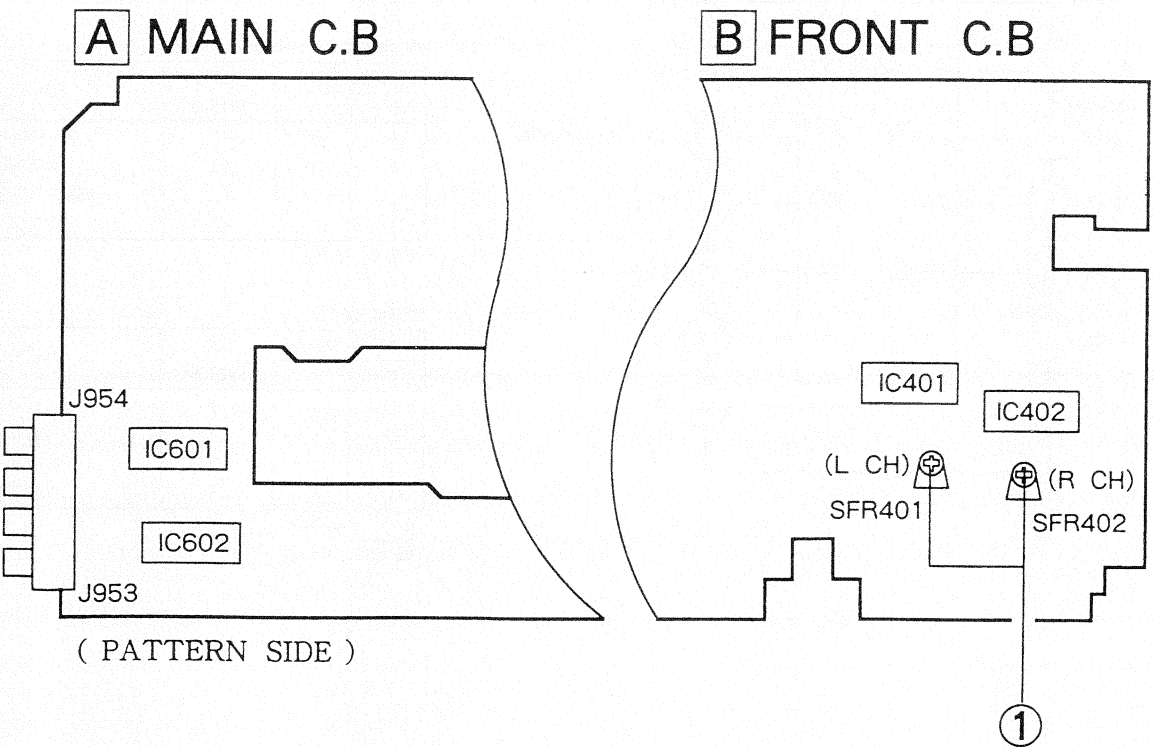 A MAIN C.B
B FRONT C.B
J954
IC601
IC602
J953
( PATTERN SIDE )
IC401
IC402
(L CH)
(R CH)
SFR401
SFR402
1